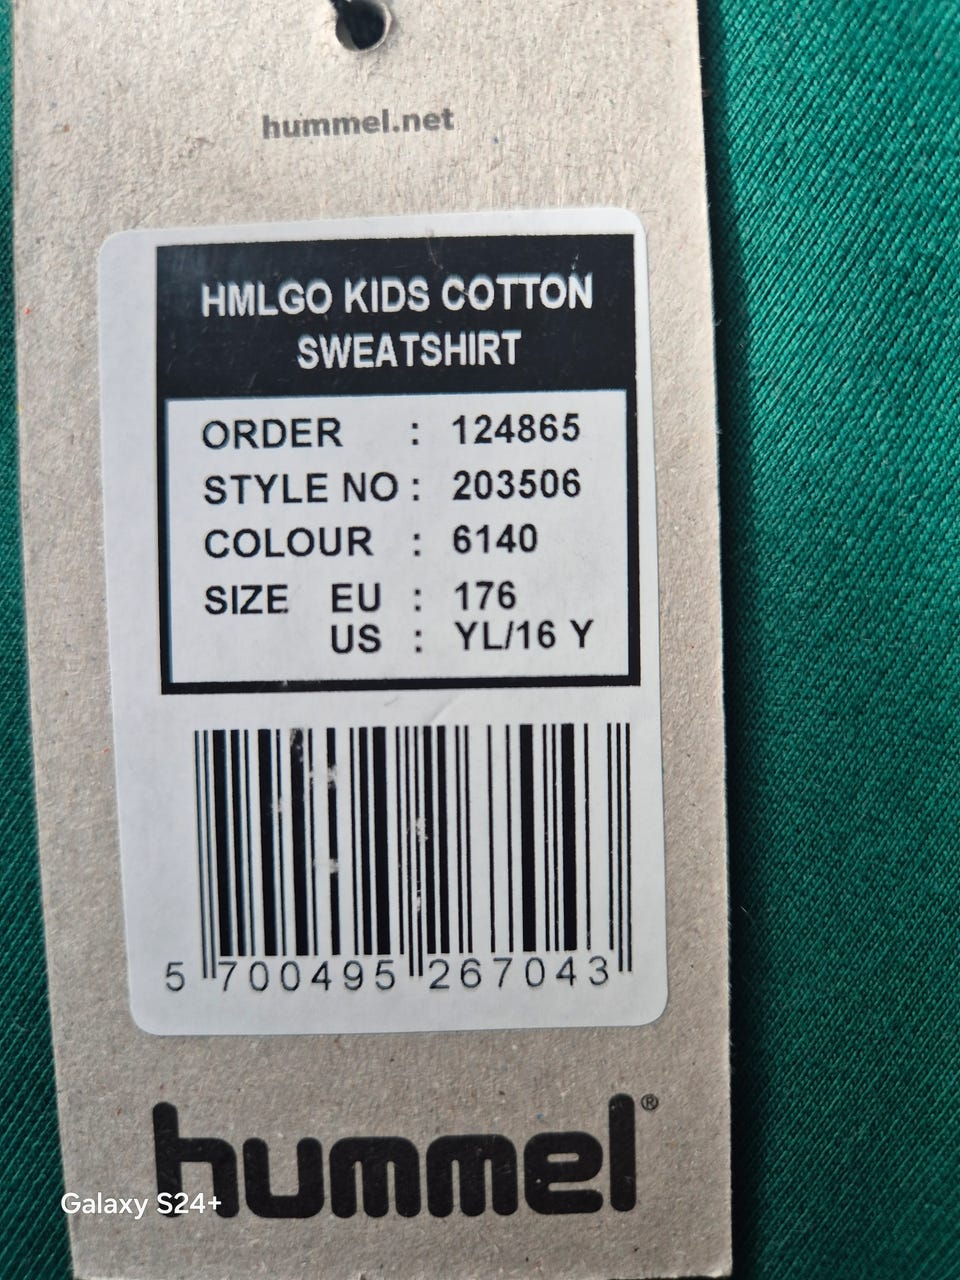 hummel.net
HMLGO KIDS COTTON
SWEATSHIRT
ORDER : 124865
STYLE NO : 203506
COLOUR : 6140
SIZE EU : 176
US : YL/16 Y
5 700495 267043
hummel®
Galaxy S24+